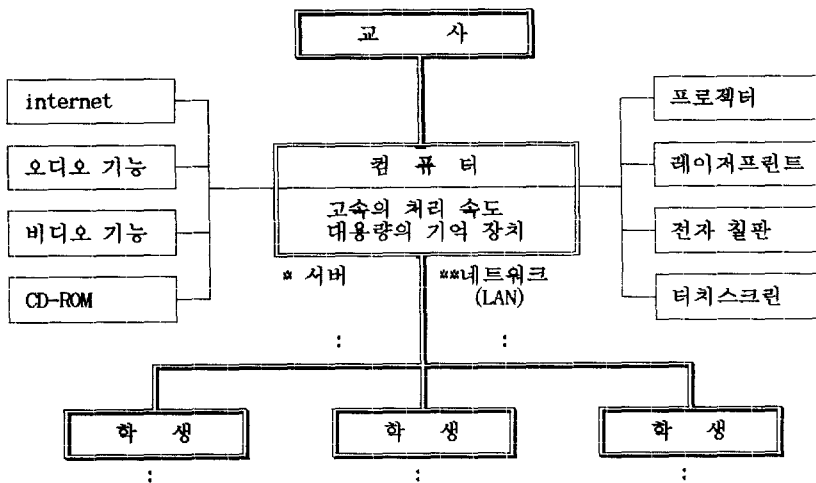 교 사
internet
오디오 기능
비디오 기능
CD-ROM
컴 퓨 터
고속의 처리 속도
대용량의 기억 장치
* 서버
**네트워크
(LAN)
프로젝터
레이저프린트
전자 칠판
터치스크린
:
:
학 생
학 생
학 생
:
:
: